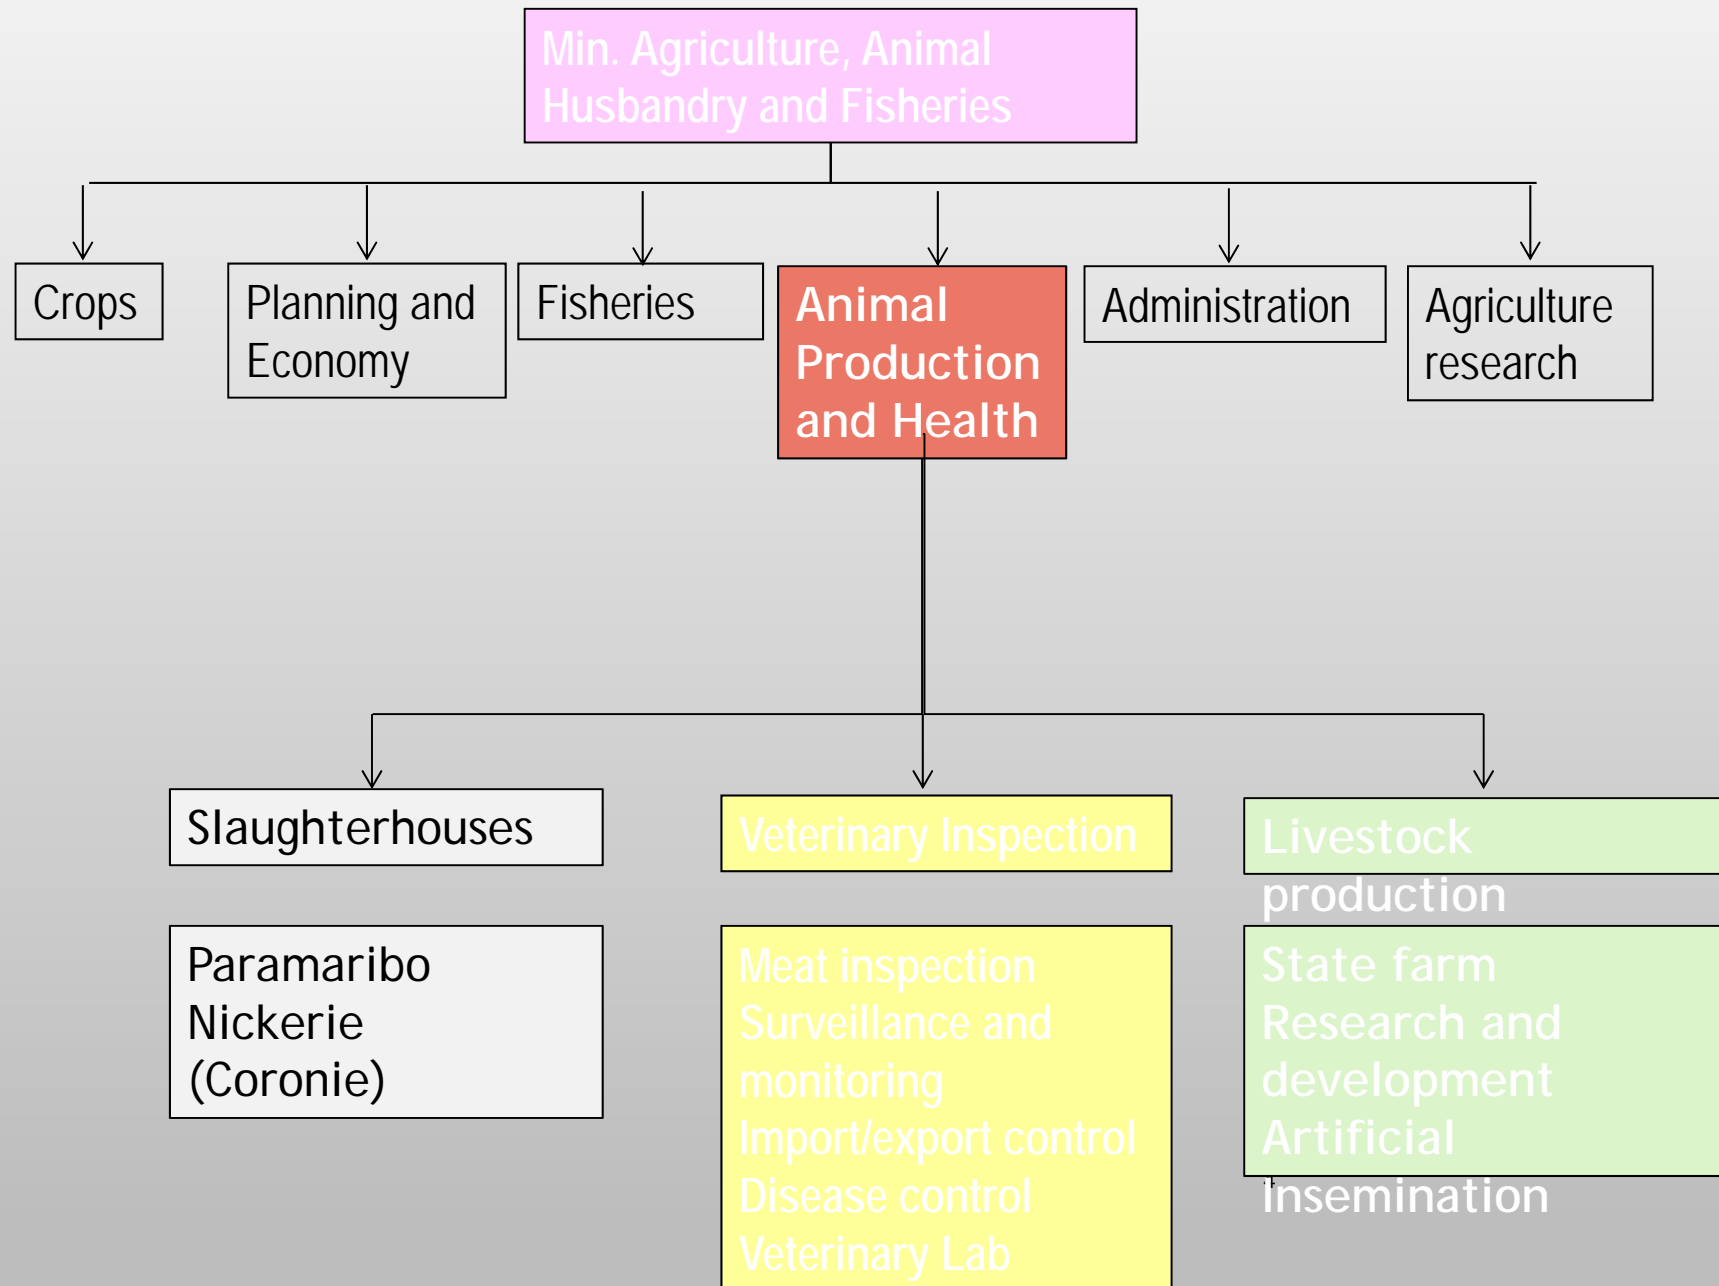 Min. Agriculture, Animal
Husbandry and Fisheries
Crops
Planning and
Economy
Fisheries
Animal
Production
and Health
Administration
Agriculture
research
Slaughterhouses
Paramaribo
Nickerie
(Coronie)
Veterinary Inspection
Meat inspection
Surveillance and
monitoring
Import/export control
Disease control
Veterinary Lab
Livestock
production
State farm
Research and
development
Artificial
Insemination
4